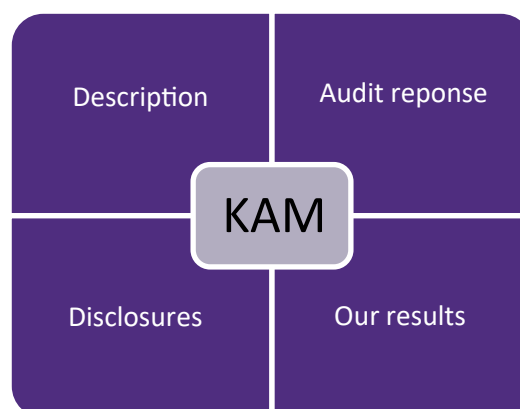 Description
Audit reponse
KAM
Disclosures
Our results